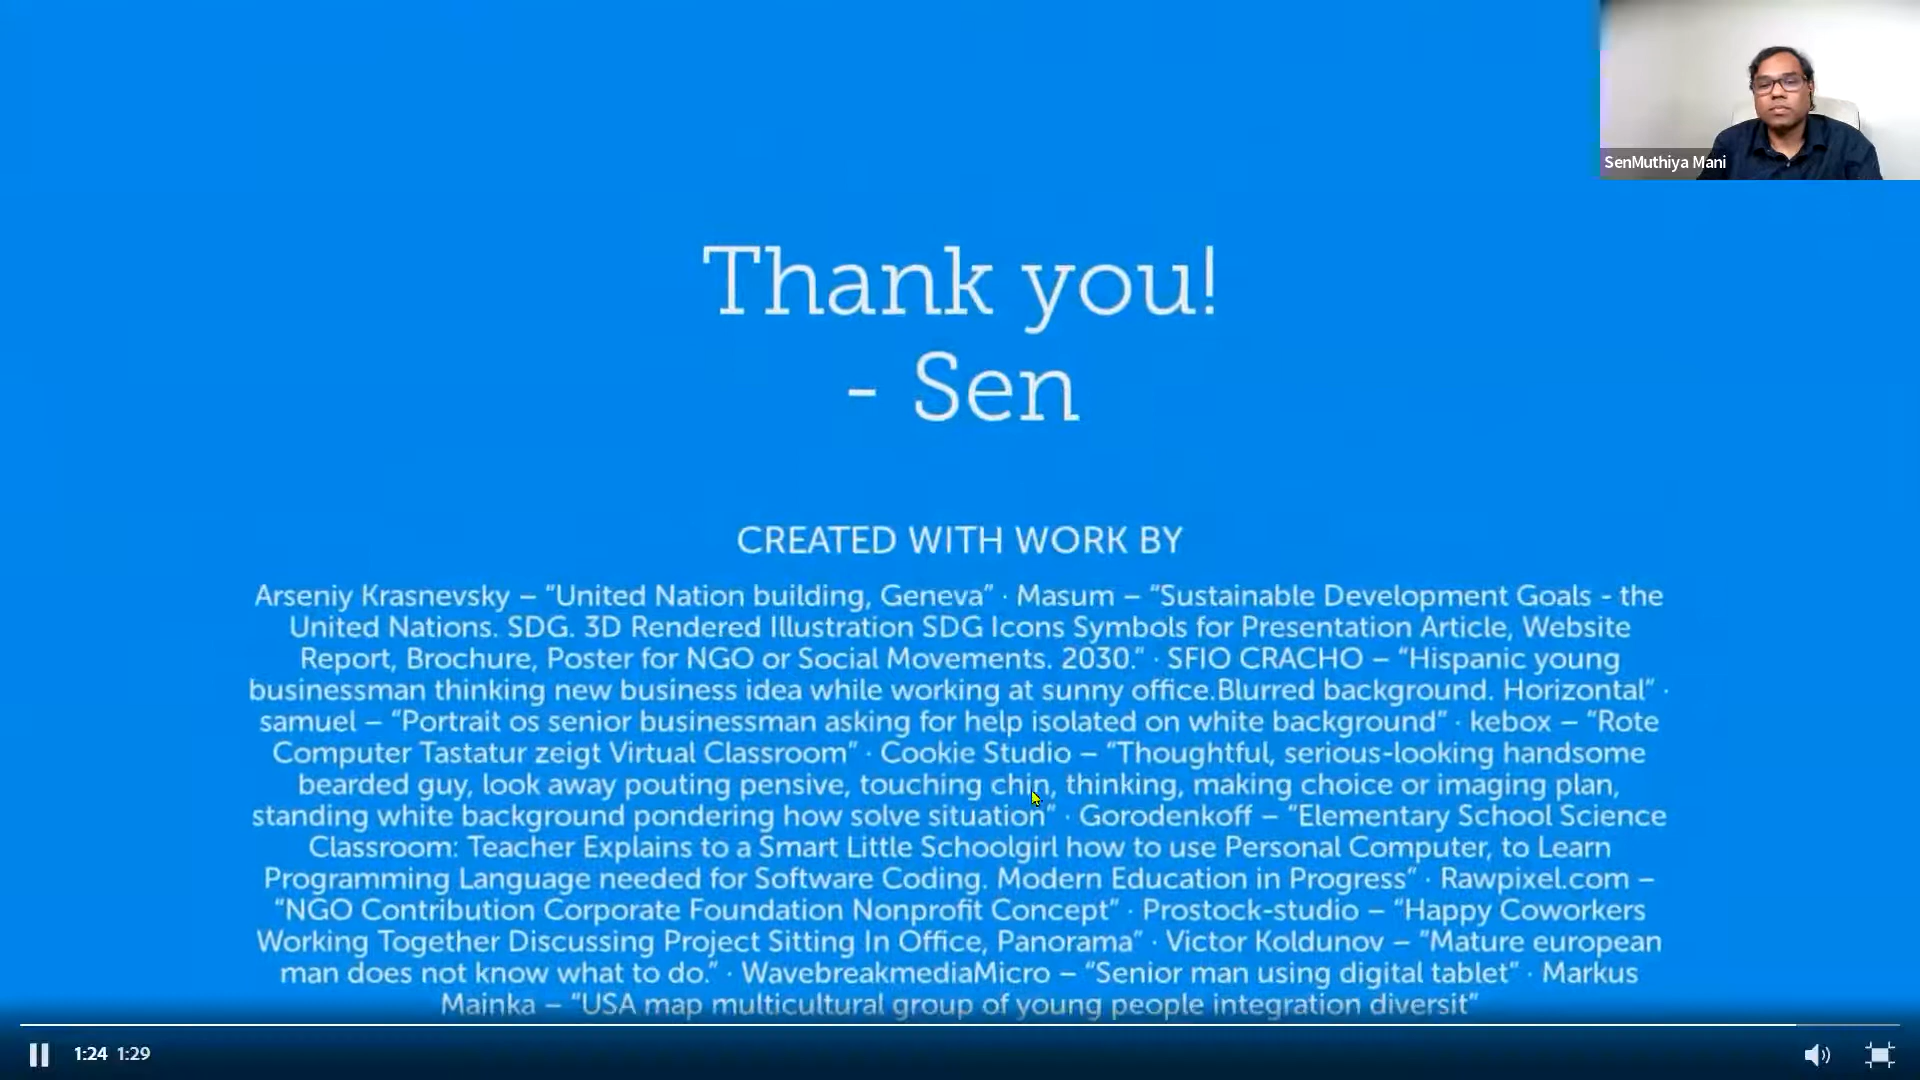 SenMuthiya Mani
Thank you!
- Sen
CREATED WITH WORK BY
Arseniy Krasnevsky – “United Nation building, Geneva” · Masum – “Sustainable Development Goals - the
United Nations. SDG. 3D Rendered Illustration SDG Icons Symbols for Presentation Article, Website
Report, Brochure, Poster for NGO or Social Movements. 2030.” · SFIO CRACHO – “Hispanic young
businessman thinking new business idea while working at sunny office.Blurred background. Horizontal” ·
samuel – “Portrait os senior businessman asking for help isolated on white background” · kebox – “Rote
Computer Tastatur zeigt Virtual Classroom” · Cookie Studio – “Thoughtful, serious-looking handsome
bearded guy, look away pouting pensive, touching chin, thinking, making choice or imaging plan,
standing white background pondering how solve situation” · Gorodenkoff – “Elementary School Science
Classroom: Teacher Explains to a Smart Little Schoolgirl how to use Personal Computer, to Learn
Programming Language needed for Software Coding. Modern Education in Progress” · Rawpixel.com –
“NGO Contribution Corporate Foundation Nonprofit Concept” · Prostock-studio – “Happy Coworkers
Working Together Discussing Project Sitting In Office, Panorama” · Victor Koldunov – “Mature european
man does not know what to do.” · WavebreakmediaMicro – “Senior man using digital tablet” · Markus
Mainka – “USA map multicultural group of young people integration diversit”
1:24 1:29